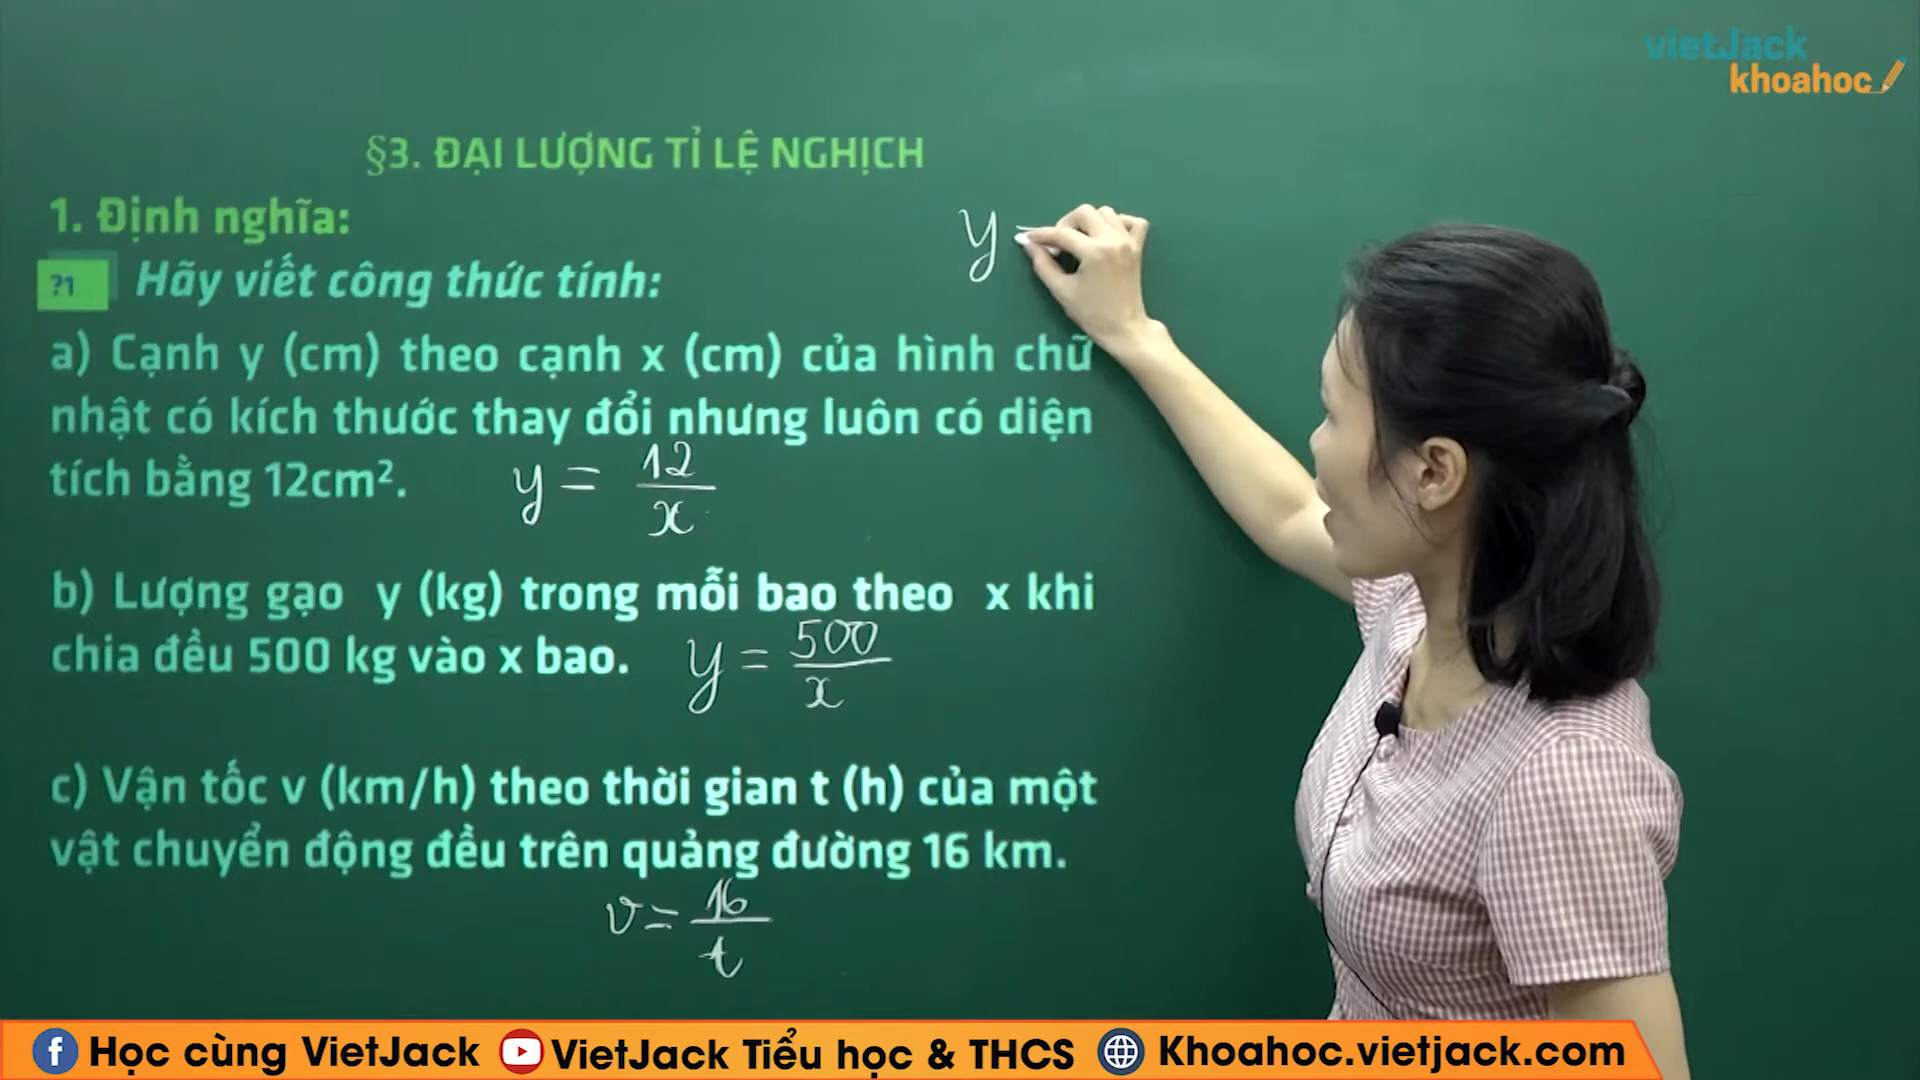 vietJack
khoahoc
§3. ĐẠI LƯỢNG TỈ LỆ NGHỊCH
1. Định nghĩa:
?1 Hãy viết công thức tính:
a) Cạnh y (cm) theo cạnh x (cm) của hình chữ
nhật có kích thước thay đổi nhưng luôn có diện
tích bằng 12cm².
y = 12/x
b) Lượng gạo y (kg) trong mỗi bao theo x khi
chia đều 500 kg vào x bao.
y = 500/x
c) Vận tốc v (km/h) theo thời gian t (h) của một
vật chuyển động đều trên quảng đường 16 km.
v = 16/t
y =
Học cùng VietJack VietJack Tiểu học & THCS Khoahoc.vietjack.com